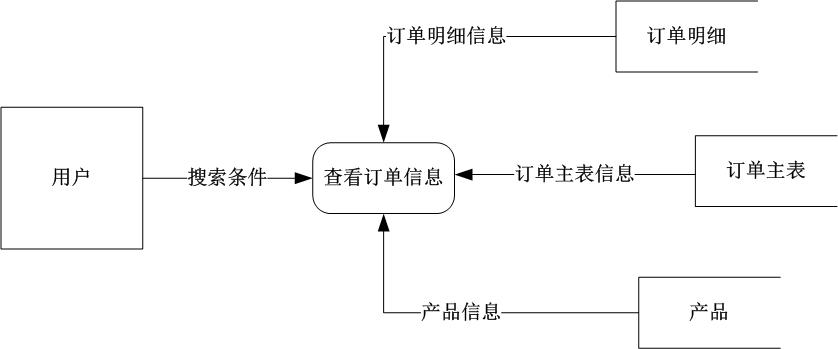 订单明细信息
订单明细
用户
搜索条件
查看订单信息
订单主表信息
订单主表
产品信息
产品